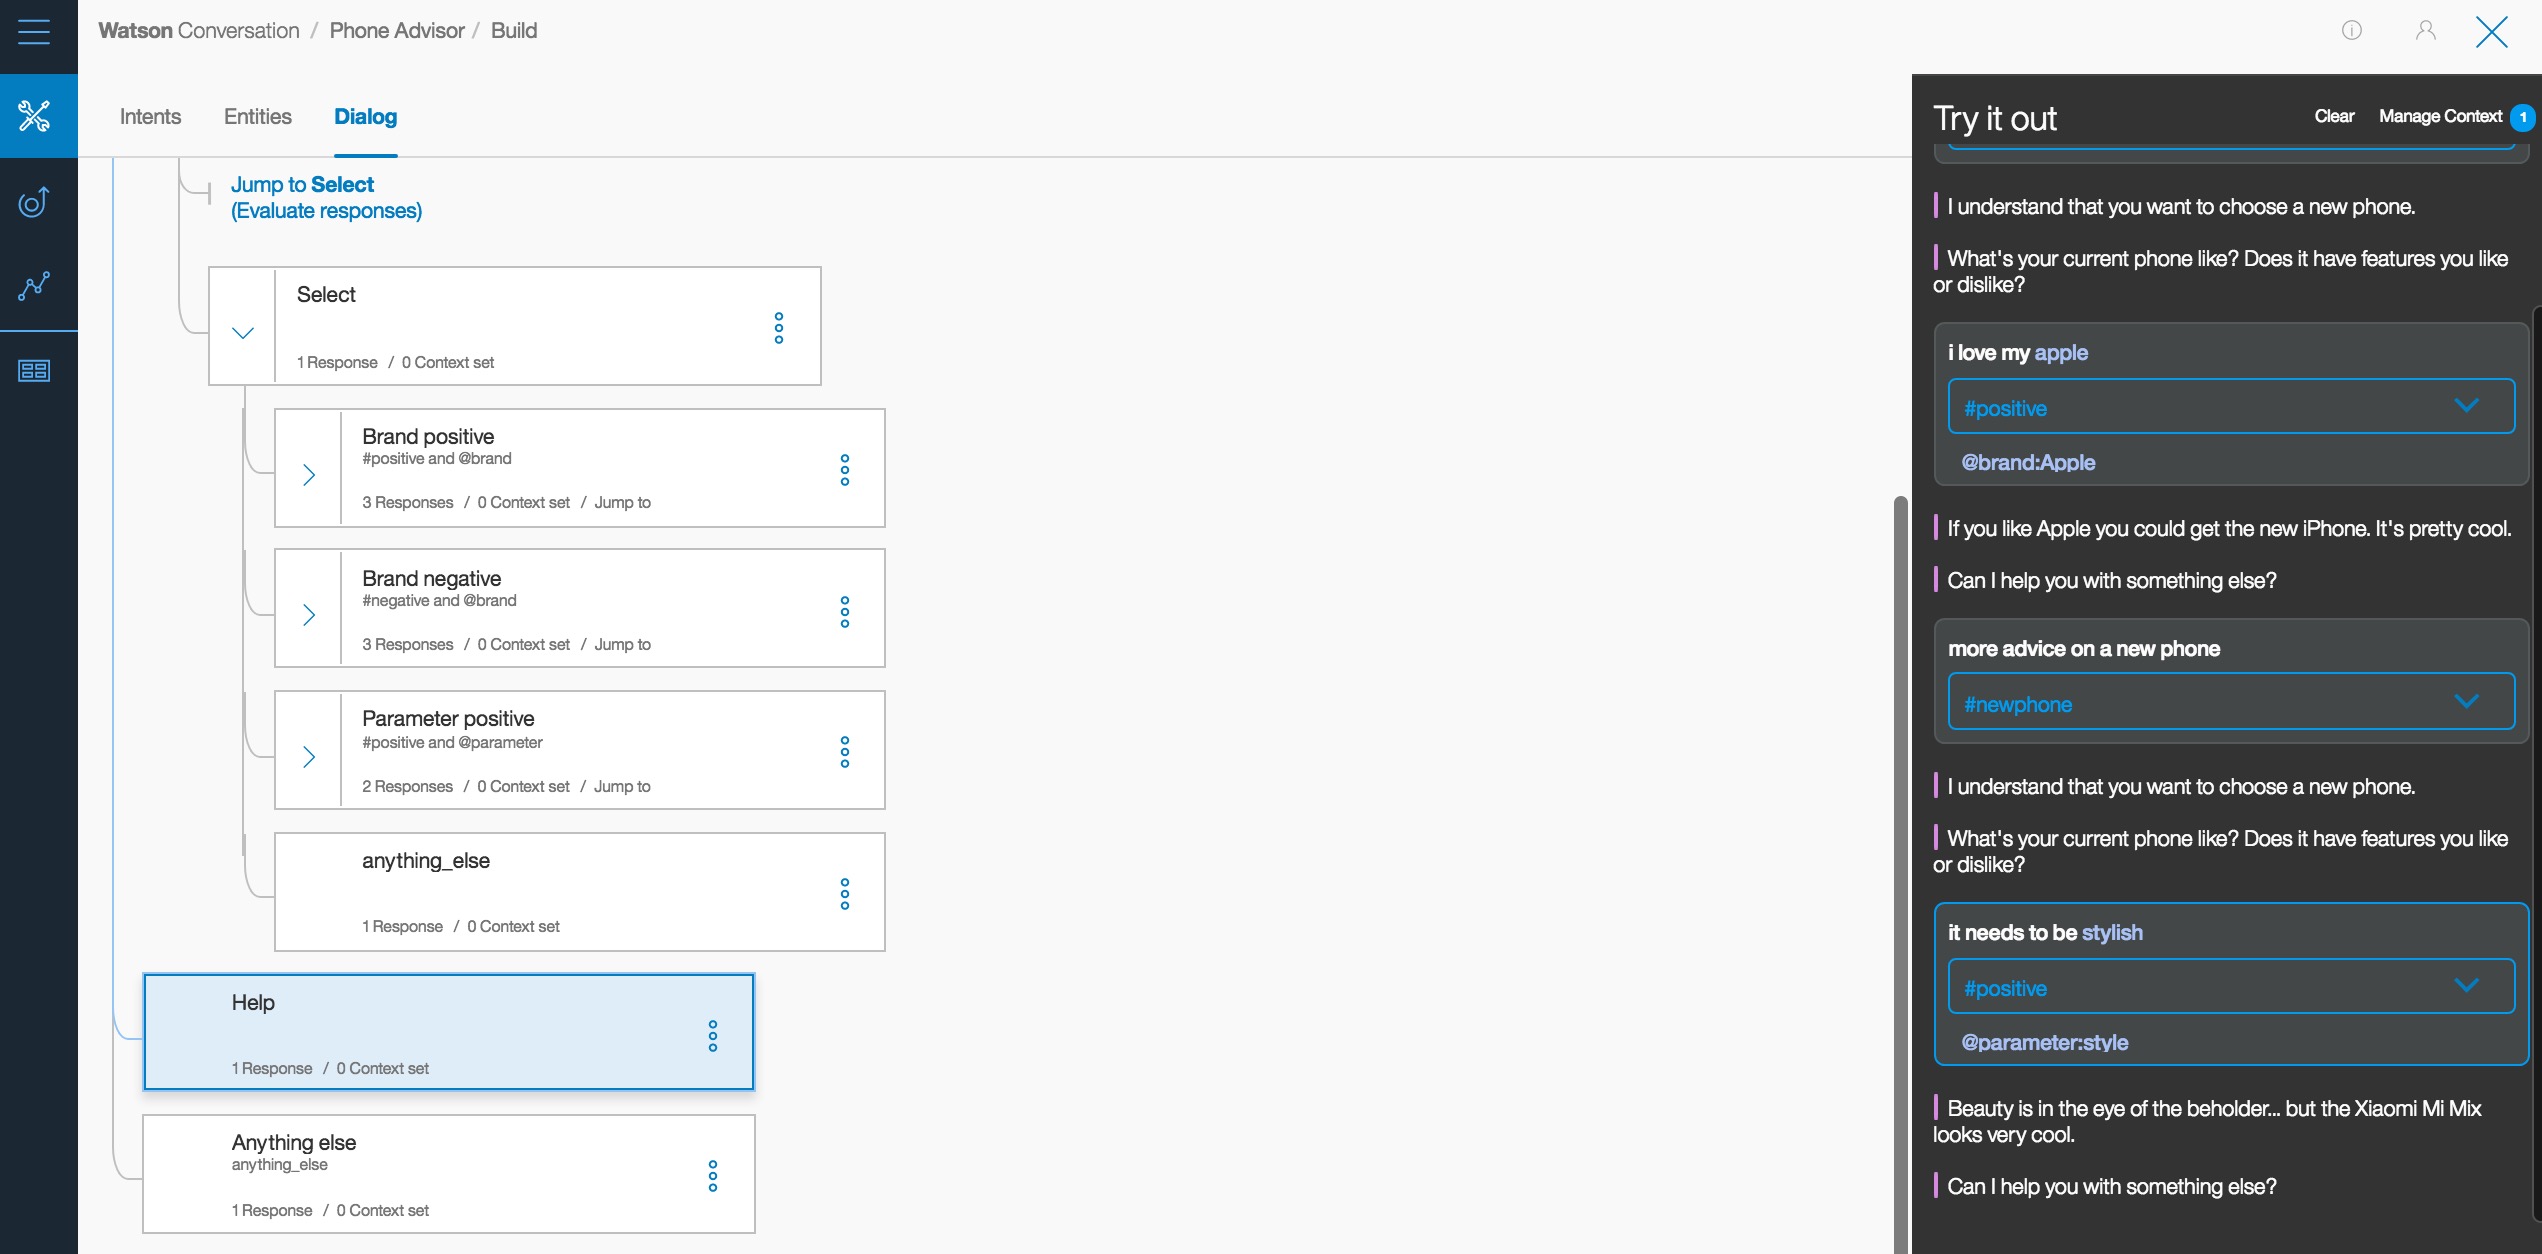 Watson Conversation / Phone Advisor / Build
Intents
Entities
Dialog
Jump to Select
(Evaluate responses)
Select
1 Response / 0 Context set
Brand positive
#positive and @brand
3 Responses / 0 Context set / Jump to
Brand negative
#negative and @brand
3 Responses / 0 Context set / Jump to
Parameter positive
#positive and @parameter
2 Responses / 0 Context set / Jump to
anything_else
1 Response / 0 Context set
Help
1 Response / 0 Context set
Anything else
anything_else
1 Response / 0 Context set
Try it out
Clear
Manage Context 1
I understand that you want to choose a new phone.
What's your current phone like? Does it have features you like
or dislike?
i love my apple
#positive
@brand:Apple
If you like Apple you could get the new iPhone. It's pretty cool.
Can I help you with something else?
more advice on a new phone
#newphone
I understand that you want to choose a new phone.
What's your current phone like? Does it have features you like
or dislike?
it needs to be stylish
#positive
@parameter:style
Beauty is in the eye of the beholder... but the Xiaomi Mi Mix
looks very cool.
Can I help you with something else?